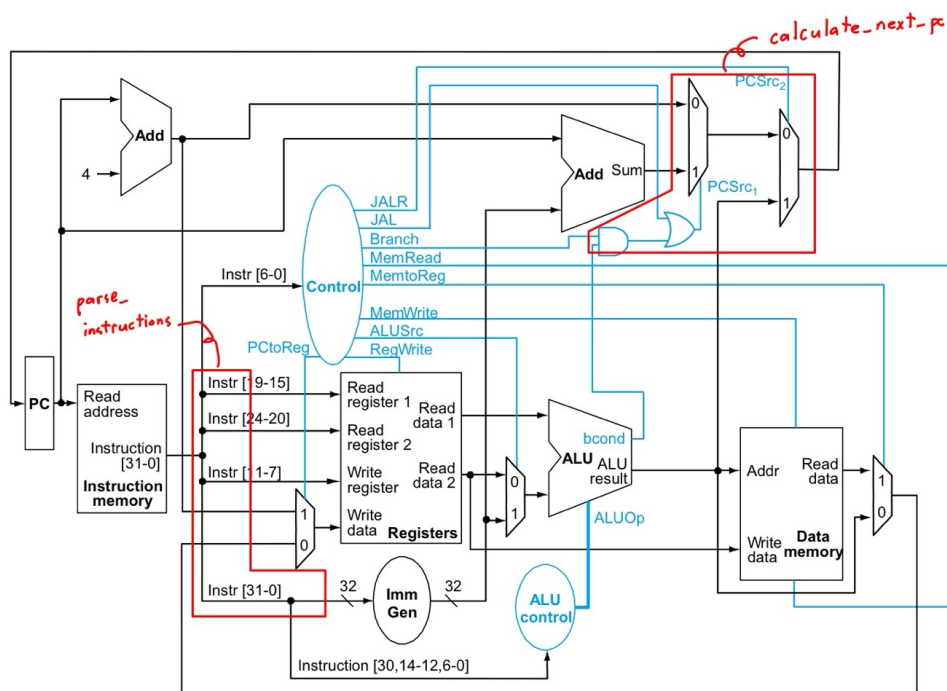 calculate_next_pc
PCSrc2
0
Add
4
1
Add
Sum
PCSrc1
0
1
JALR
JAL
Branch
MemRead
MemtoReg
Instr [6-0]
Control
MemWrite
ALUSrc
RegWrite
PCtoReg
parse_
instructions
PC
Read
address
Instruction
[31-0]
Instruction
memory
Instr [19-15]
Instr [24-20]
Instr [11-7]
Instr [31-0]
1
0
Read
register 1
Read
register 2
Write
register
Write
data
Read
data 1
Read
data 2
Registers
0
1
bcond
ALU
ALU
result
ALUOp
Addr
Read
data
Write
data
Data
memory
1
0
32
Imm
Gen
32
ALU
control
Instruction [30,14-12,6-0]